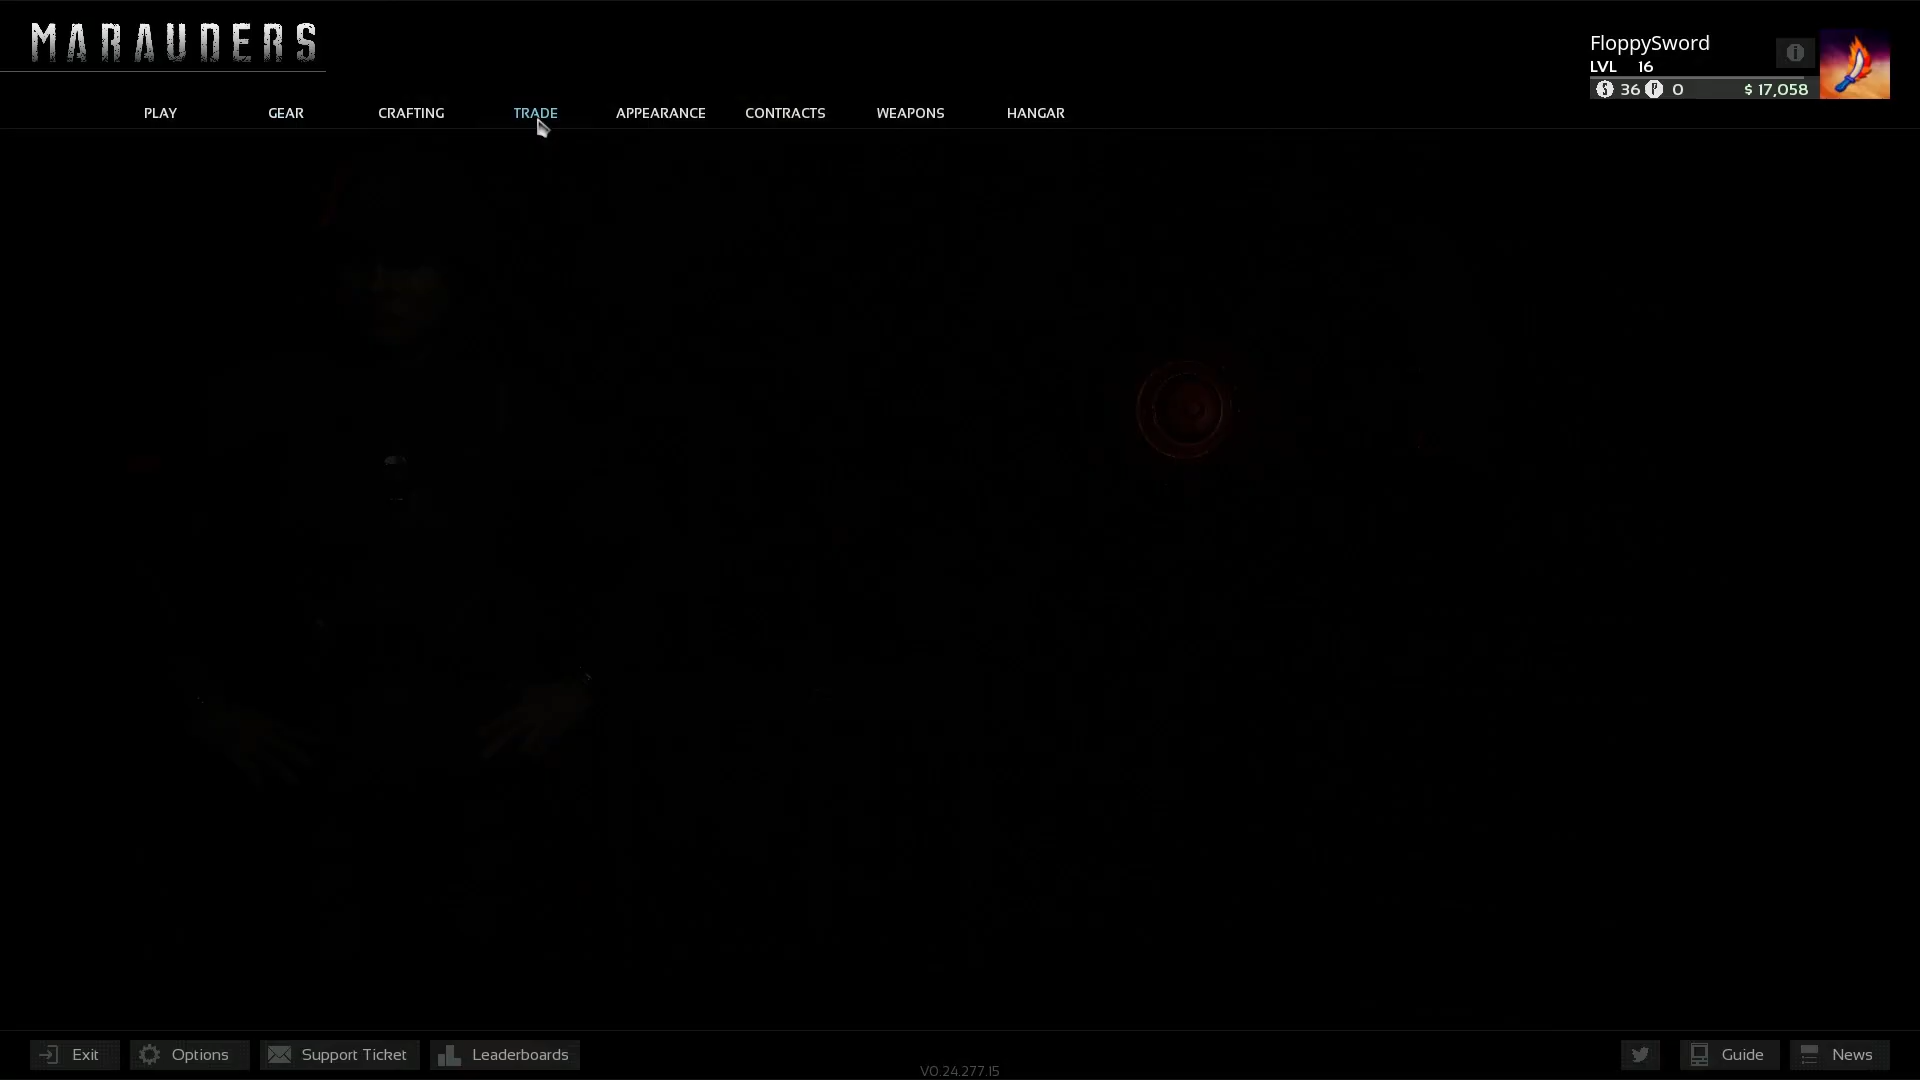 MARAUDERS
FloppySword
LVL 16
S 36 P 0 $ 17,058
PLAY GEAR CRAFTING TRADE APPEARANCE CONTRACTS WEAPONS HANGAR
Exit Options Support Ticket Leaderboards Guide News
V0.24.277.15